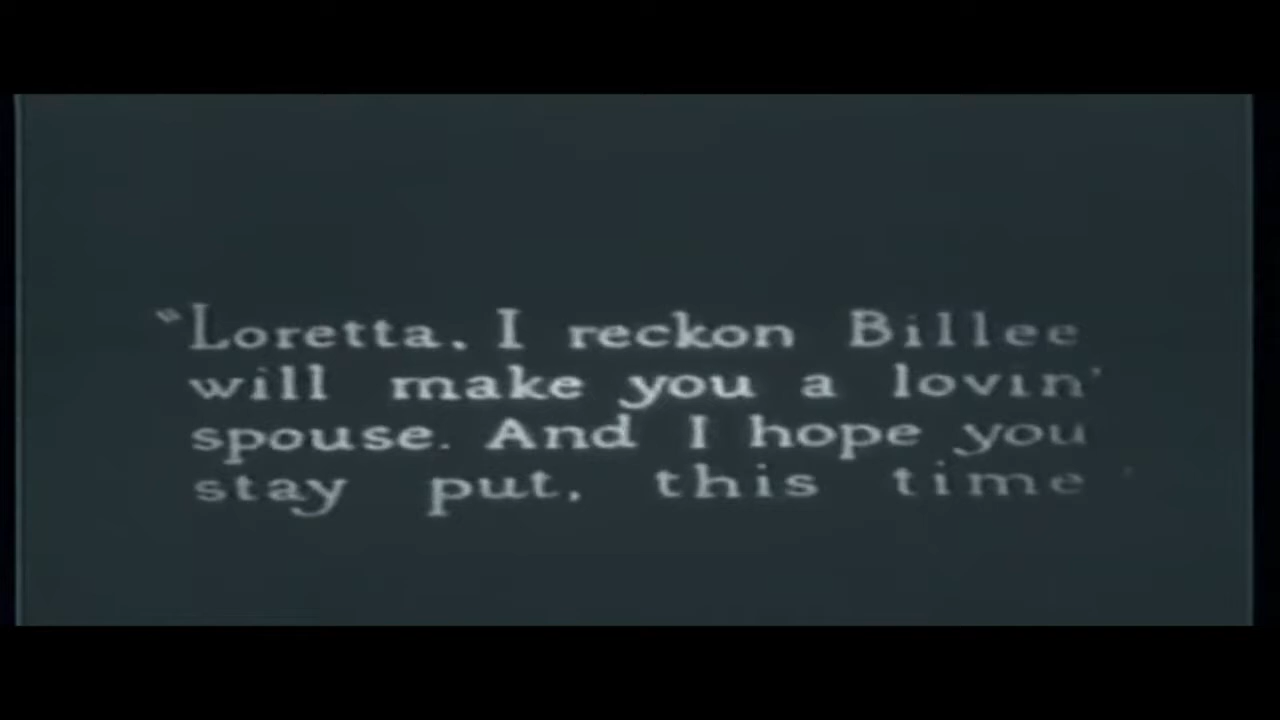 "Loretta, I reckon Billee
will make you a lovin'
spouse. And I hope you
stay put, this time